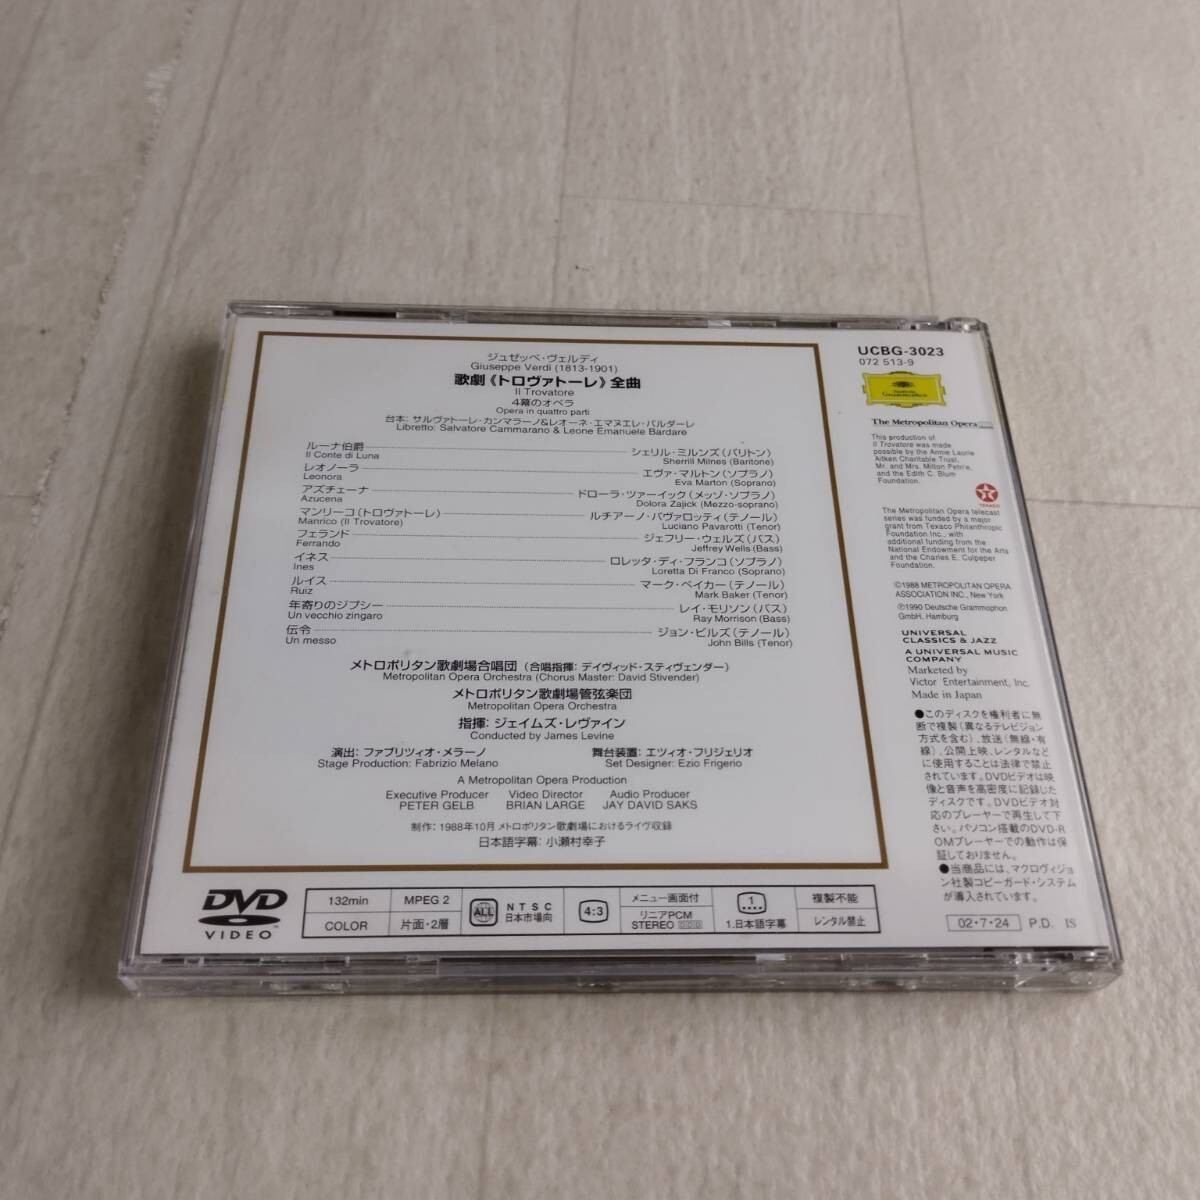 ジュゼッペ・ヴェルディ
Giuseppe Verdi (1813-1901)
歌劇《トロヴァトーレ》全曲
Il Trovatore
4幕のオペラ
Opera in quattro parti
台本: サルヴァトーレ・カンマラーノ&レオーネ・エマヌエレ・バルダーレ
Libretto: Salvatore Cammarano & Leone Emanuele Bardare
ルーナ伯爵 シェリル・ミルンズ(バリトン)
Il Conte di Luna Sherrill Milnes (Baritone)
レオノーラ エヴァ・マルトン(ソプラノ)
Leonora Eva Marton (Soprano)
アズチェーナ ドローラ・ツァーイック(メッゾ・ソプラノ)
Azucena Dolora Zajick (Mezzo-soprano)
マンリーコ(トロヴァトーレ) ルチアーノ・パヴァロッティ(テノール)
Manrico (Il Trovatore) Luciano Pavarotti (Tenor)
フェランド ジェフリー・ウェルズ(バス)
Ferrando Jeffrey Wells (Bass)
イネス ロレッタ・ディ・フランコ(ソプラノ)
Ines Loretta Di Franco (Soprano)
ルイス マーク・ベイカー(テノール)
Ruiz Mark Baker (Tenor)
年寄りのジプシー レイ・モリソン(バス)
Un vecchio zingaro Ray Morrison (Bass)
伝令 ジョン・ビルズ(テノール)
Un messo John Bills (Tenor)
メトロポリタン歌劇場合唱団(合唱指揮: デイヴィッド・スティヴェンダー)
Metropolitan Opera Orchestra (Chorus Master: David Stivender)
メトロポリタン歌劇場管弦楽団
Metropolitan Opera Orchestra
指揮: ジェイムズ・レヴァイン
Conducted by James Levine
演出: ファブリツィオ・メラーノ 舞台装置: エツィオ・フリジェリオ
Stage Production: Fabrizio Melano Set Designer: Ezio Frigerio
A Metropolitan Opera Production
Executive Producer Video Director Audio Producer
PETER GELB BRIAN LARGE JAY DAVID SAKS
制作: 1988年10月 メトロポリタン歌劇場におけるライヴ収録
日本語字幕: 小瀬村幸子
DVD
VIDEO
132min
COLOR
MPEG 2
片面・2層
ALL
NTSC
日本市場向
4:3
メニュー画面付
リニアPCM
STEREO DDD
1
1.日本語字幕
複製不能
レンタル禁止
UCBG-3023
072 513-9
Deutsche
Grammophon
The Metropolitan Opera
This production of
Il Trovatore was made
possible by the Annie Laurie
Aitken Charitable Trust,
Mr. and Mrs. Milton Petrie,
and the Edith C. Blum
Foundation.
TEXACO
The Metropolitan Opera telecast
series was funded by a major
grant from Texaco Philanthropic
Foundation Inc., with
additional funding from the
National Endowment for the Arts
and the Charles E. Culpeper
Foundation.
©1988 METROPOLITAN OPERA
ASSOCIATION INC., New York
℗1990 Deutsche Grammophon
GmbH, Hamburg
UNIVERSAL
CLASSICS & JAZZ
A UNIVERSAL MUSIC
COMPANY
Marketed by
Victor Entertainment, Inc.
Made in Japan
●このディスクを権利者に無
断で複製(異なるテレビジョン
方式を含む)、放送(無線・有
線)、公開上映、レンタルなど
に使用することは法律で禁止
されています。DVDビデオは映
像と音声を高密度に記録した
ディスクです。DVDビデオ対
応のプレーヤーで再生して下
さい。パソコン搭載のDVD-R
OMプレーヤーでの動作は保
証しておりません。
●当商品には、マクロヴィジョ
ン社製コピーガード・システム
が導入されています。
02・7・24 P.D. IS